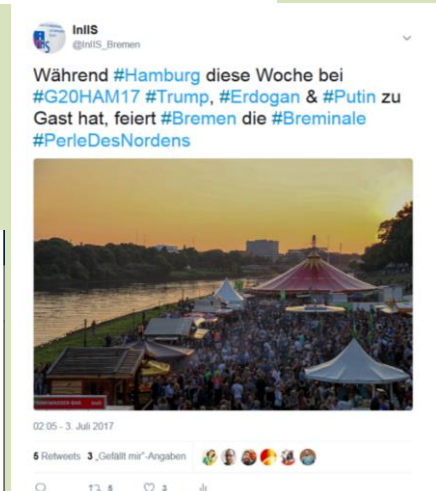 InIIS
@InIIS_Bremen
Während #Hamburg diese Woche bei
#G20HAM17 #Trump, #Erdogan & #Putin zu
Gast hat, feiert #Bremen die #Breminale
#PerleDesNordens
02:05 - 3. Juli 2017
5 Retweets 3 „Gefällt mir"-Angaben
5 3